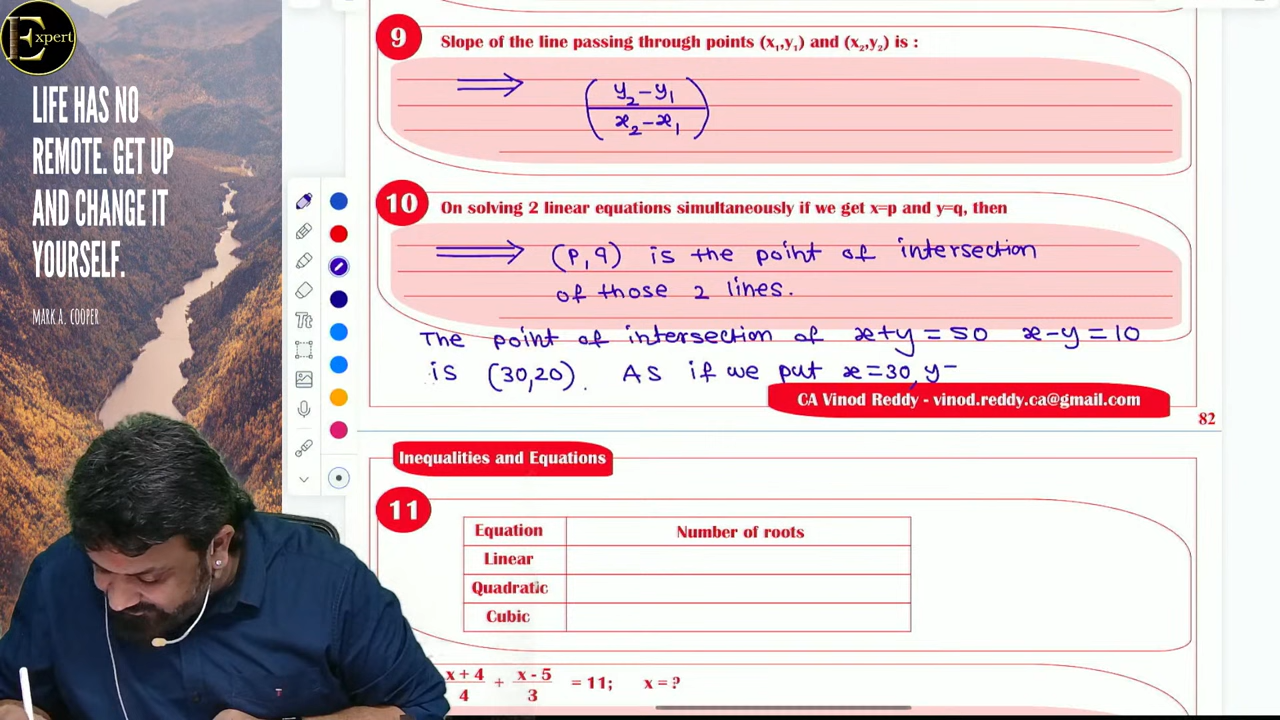 Expert
LIFE HAS NO
REMOTE. GET UP
AND CHANGE IT
YOURSELF.
MARK A. COOPER
9 Slope of the line passing through points (x₁,y₁) and (x₂,y₂) is :
⟹ (y₂-y₁ / x₂-x₁)
10 On solving 2 linear equations simultaneously if we get x=p and y=q, then
⟹ (p,q) is the point of intersection
of those 2 lines.
The point of intersection of x+y=50 x-y=10
is (30,20). As if we put x=30, y-
CA Vinod Reddy - vinod.reddy.ca@gmail.com
82
Inequalities and Equations
11
Equation Number of roots
Linear
Quadratic
Cubic
x + 4 / 4 + x - 5 / 3 = 11; x = ?
Tt